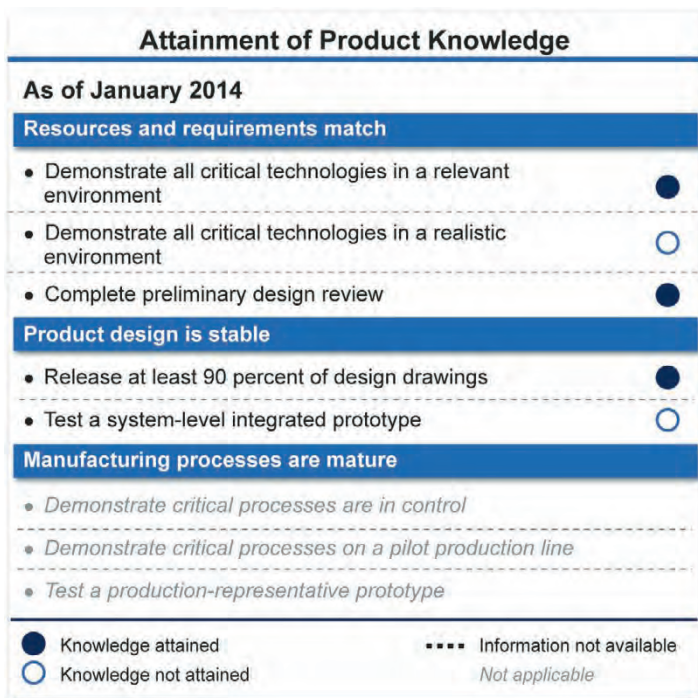 Attainment of Product Knowledge
As of January 2014
Resources and requirements match
• Demonstrate all critical technologies in a relevant
environment
• Demonstrate all critical technologies in a realistic
environment
• Complete preliminary design review
Product design is stable
• Release at least 90 percent of design drawings
• Test a system-level integrated prototype
Manufacturing processes are mature
• Demonstrate critical processes are in control
• Demonstrate critical processes on a pilot production line
• Test a production-representative prototype
Knowledge attained
Information not available
Knowledge not attained
Not applicable